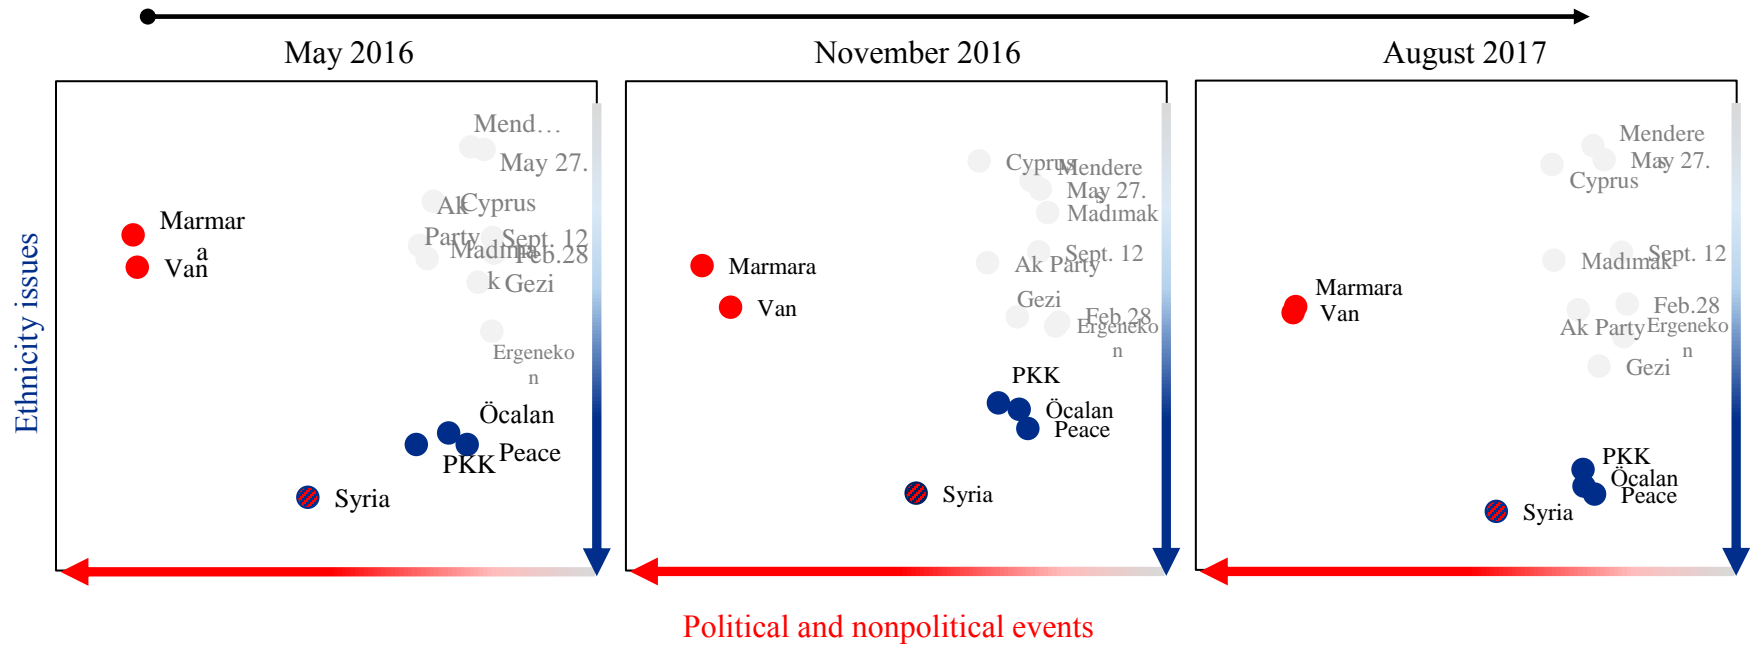 May 2016
November 2016
August 2017
Ethnicity issues
Mend…
May 27.
Ak
Cyprus
Party
Sept. 12
Madıma
k
Feb.28
Gezi
Ergeneko
n
Marmar
a
Van
Öcalan
PKK
Peace
Syria
Cyprus
Mendere
s
May 27.
Madımak
Sept. 12
Ak Party
Gezi
Feb.28
Ergeneko
n
Marmara
Van
PKK
Öcalan
Peace
Syria
Mendere
s
May 27.
Cyprus
Sept. 12
Madımak
Marmara
Van
Feb.28
Ak Party
Ergeneko
n
Gezi
PKK
Öcalan
Peace
Syria
Political and nonpolitical events